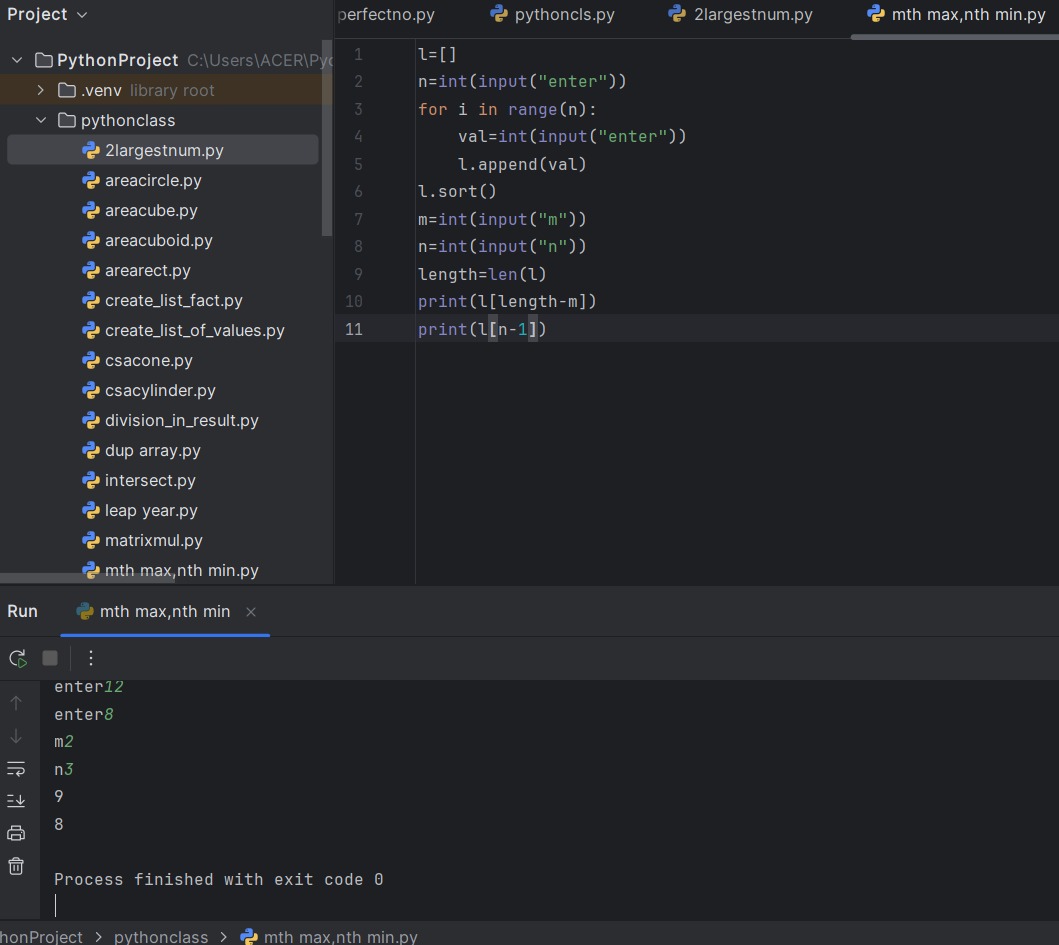 Project
perfectno.py pythoncls.py 2largestnum.py mth max,nth min.py
PythonProject C:\Users\ACER\Pyc
.venv library root
pythonclass
2largestnum.py
areacircle.py
areacube.py
areacuboid.py
arearect.py
create_list_fact.py
create_list_of_values.py
csacone.py
csacylinder.py
division_in_result.py
dup array.py
intersect.py
leap year.py
matrixmul.py
mth max,nth min.py
1 l=[]
2 n=int(input("enter"))
3 for i in range(n):
4     val=int(input("enter"))
5     l.append(val)
6 l.sort()
7 m=int(input("m"))
8 n=int(input("n"))
9 length=len(l)
10 print(l[length-m])
11 print(l[n-1])
Run mth max,nth min
enter12
enter8
m2
n3
9
8
Process finished with exit code 0
honProject > pythonclass > mth max,nth min.py